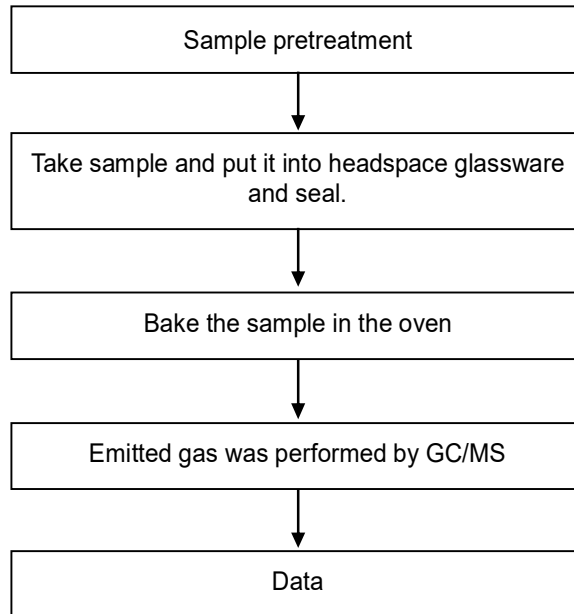 Sample pretreatment
Take sample and put it into headspace glassware
and seal.
Bake the sample in the oven
Emitted gas was performed by GC/MS
Data